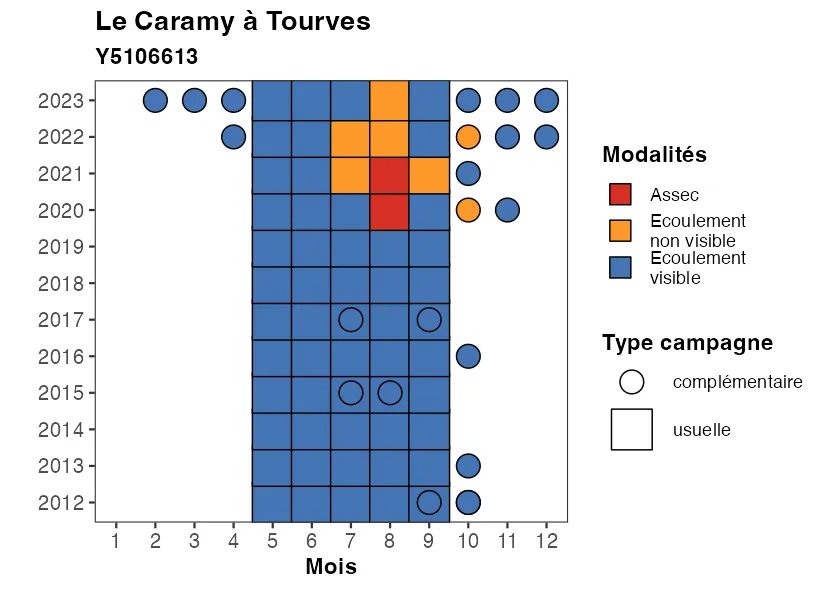 Le Caramy à Tourves
Y5106613
2023
2022
2021
2020
2019
2018
2017
2016
2015
2014
2013
2012
1 2 3 4 5 6 7 8 9 10 11 12
Mois
Modalités
Assec
Ecoulement
non visible
Ecoulement
visible
Type campagne
complémentaire
usuelle